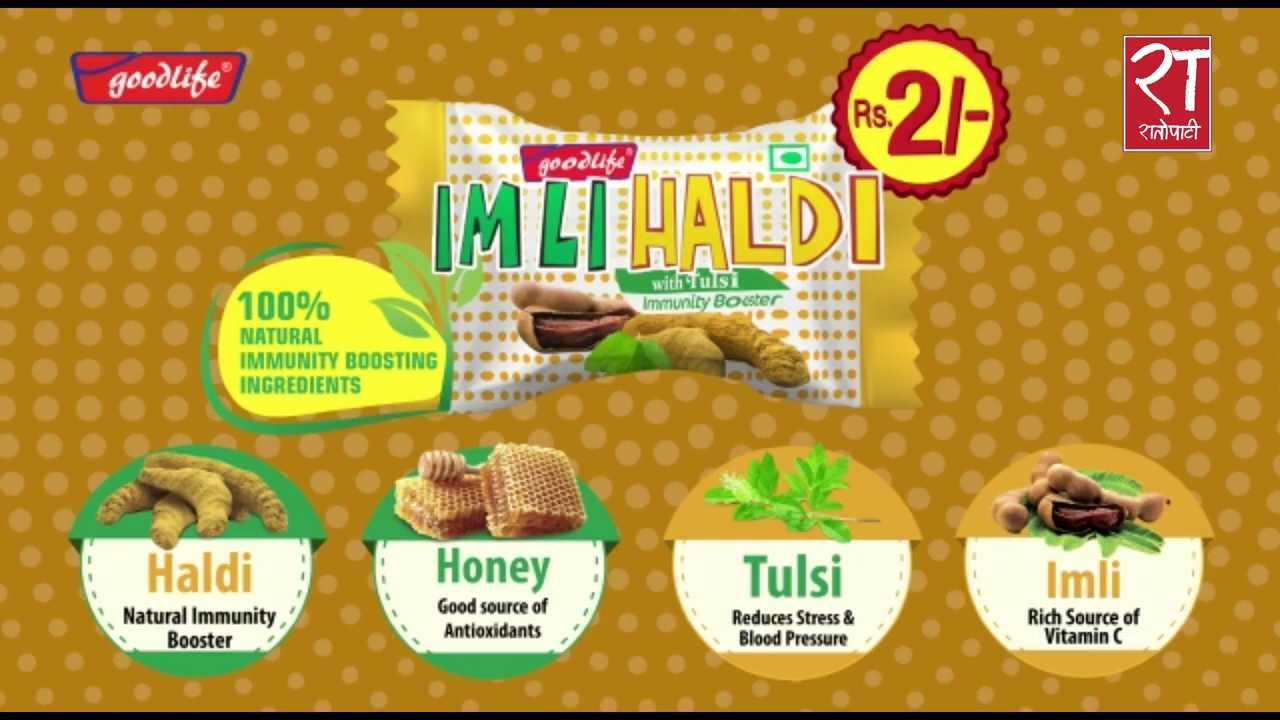 goodlife®
Rs. 2/-
रा
रातोपाटी
goodlife®
IMLI HALDI
with Tulsi
Immunity Booster
100%
NATURAL
IMMUNITY BOOSTING
INGREDIENTS
Haldi
Natural Immunity
Booster
Honey
Good source of
Antioxidants
Tulsi
Reduces Stress &
Blood Pressure
Imli
Rich Source of
Vitamin C